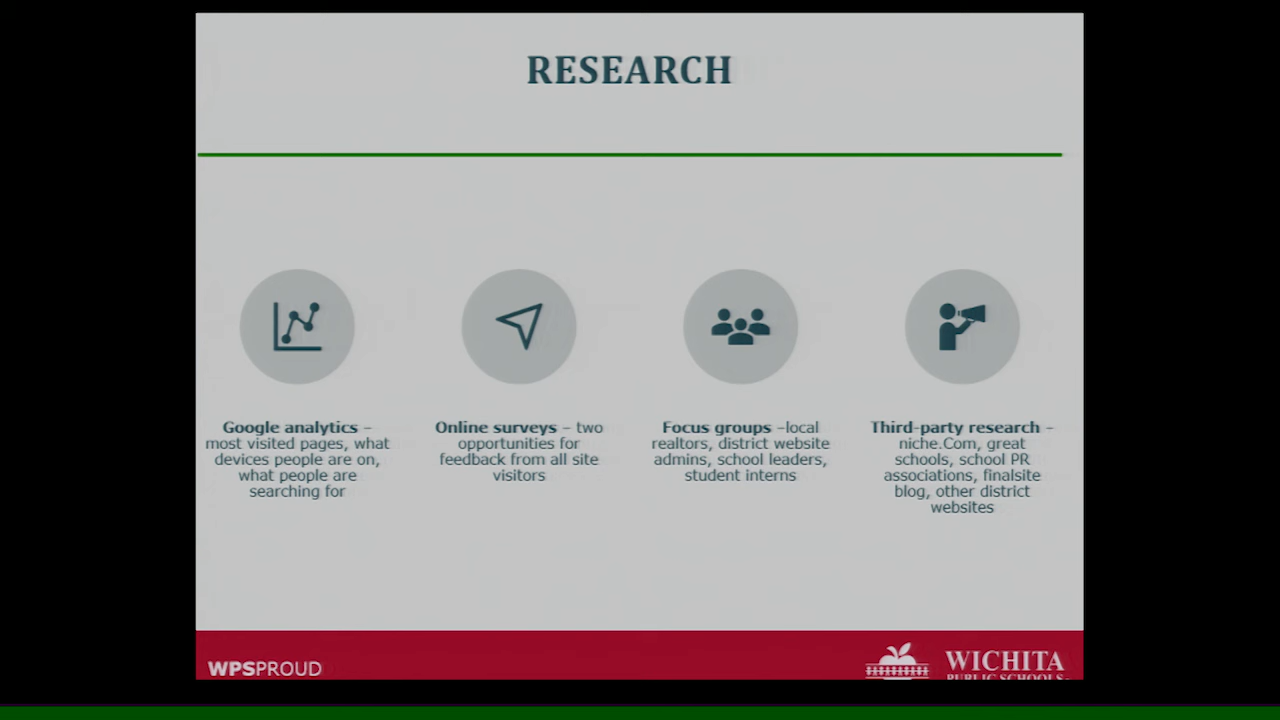 RESEARCH
Google analytics –
most visited pages, what
devices people are on,
what people are
searching for
Online surveys – two
opportunities for
feedback from all site
visitors
Focus groups –local
realtors, district website
admins, school leaders,
student interns
Third-party research –
niche.Com, great
schools, school PR
associations, finalsite
blog, other district
websites
WPSPROUD
WICHITA
PUBLIC SCHOOLS